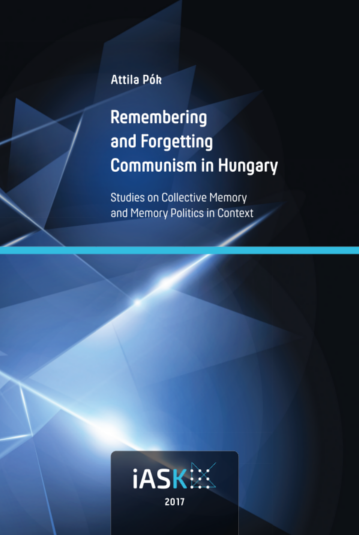 Attila Pók
Remembering
and Forgetting
Communism in Hungary
Studies on Collective Memory
and Memory Politics in Context
iASK
2017